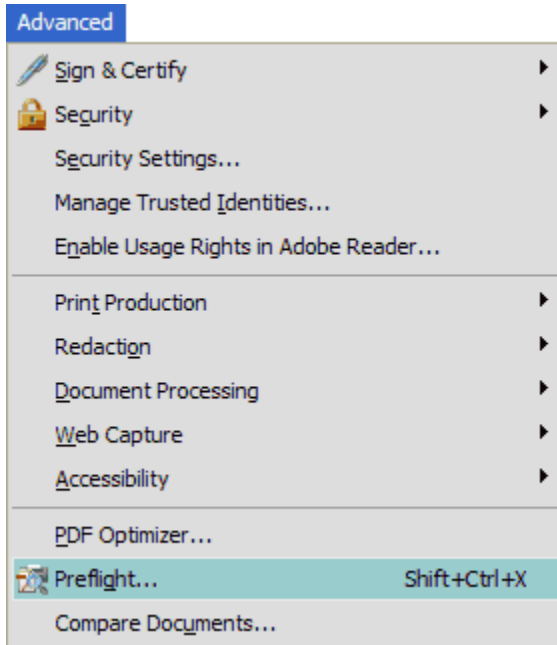 Advanced
Sign & Certify
Security
Security Settings...
Manage Trusted Identities...
Enable Usage Rights in Adobe Reader...
Print Production
Redaction
Document Processing
Web Capture
Accessibility
PDF Optimizer...
Preflight... Shift+Ctrl+X
Compare Documents...